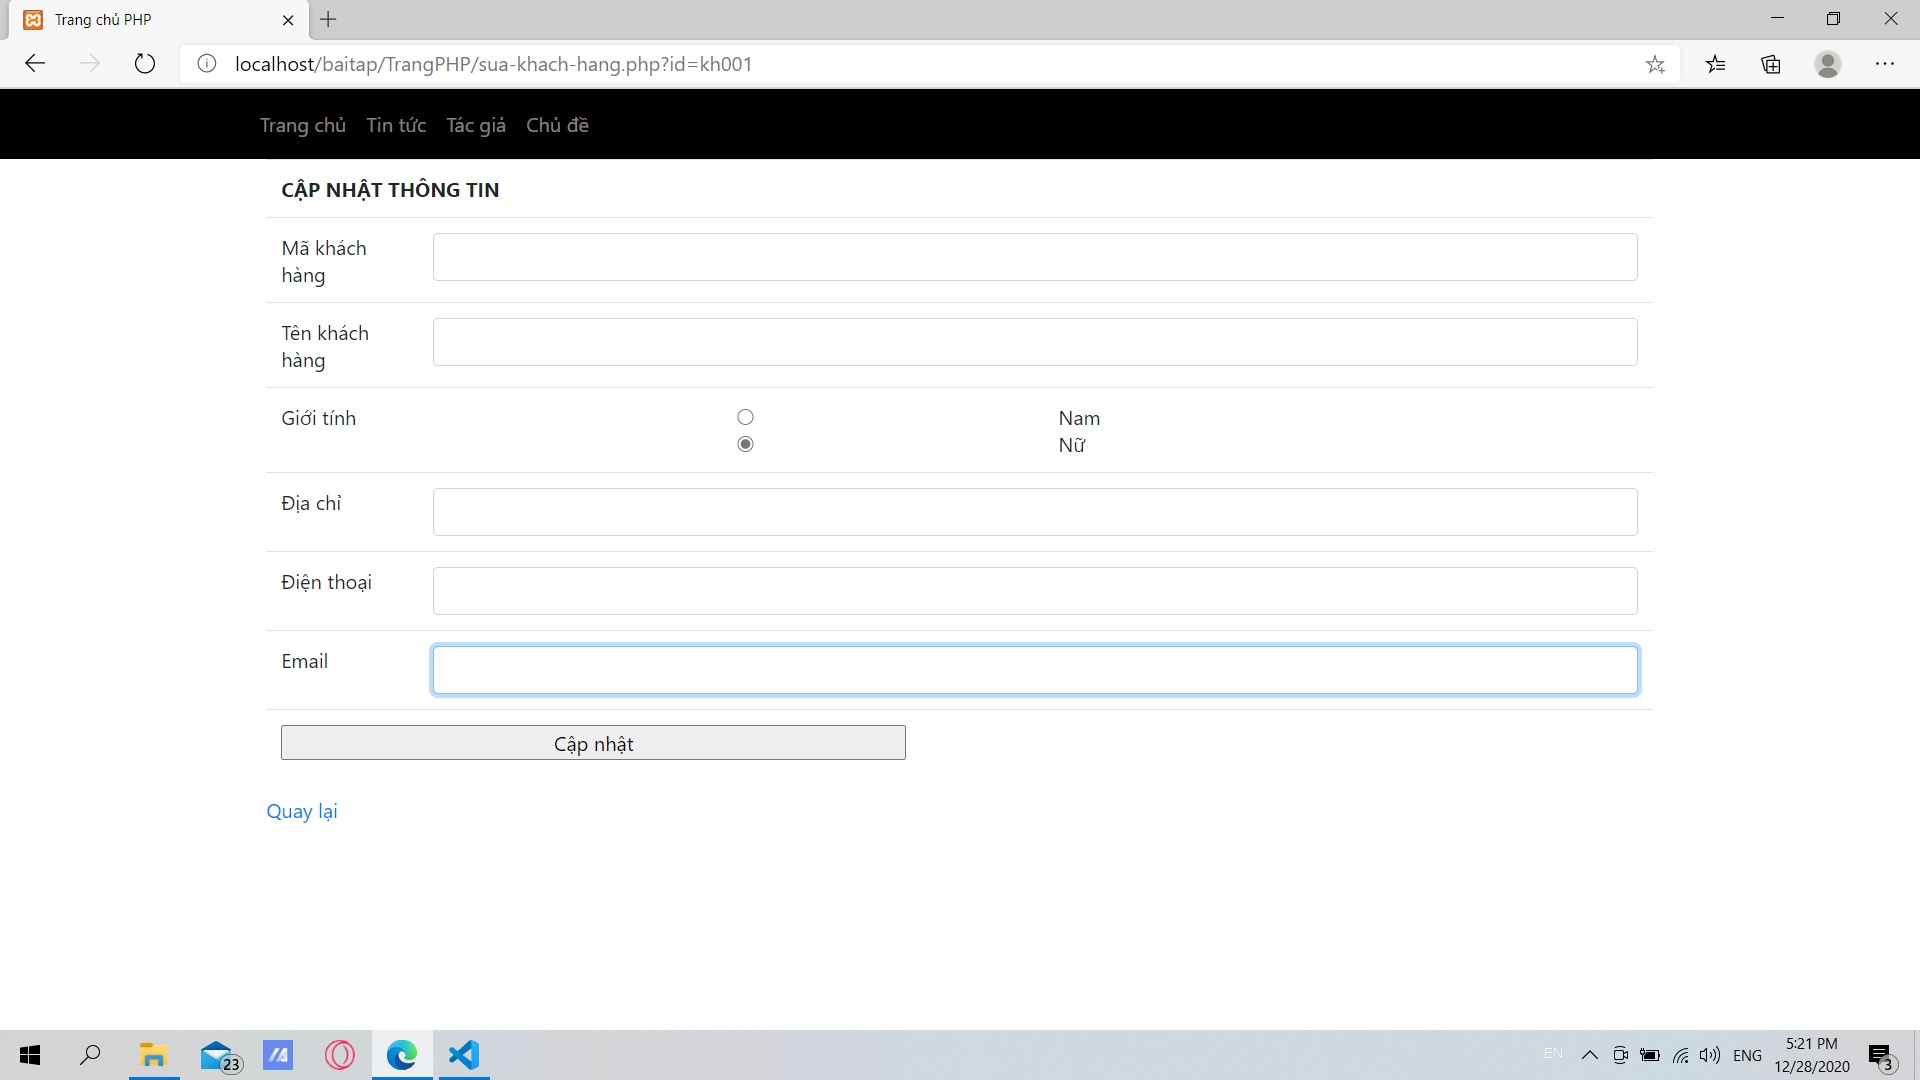 Trang chủ PHP
localhost/baitap/TrangPHP/sua-khach-hang.php?id=kh001
Trang chủ Tin tức Tác giả Chủ đề
CẬP NHẬT THÔNG TIN
Mã khách
hàng
Tên khách
hàng
Giới tính
Nam
Nữ
Địa chỉ
Điện thoại
Email
Cập nhật
Quay lại
23
EN
ENG
5:21 PM
12/28/2020
3